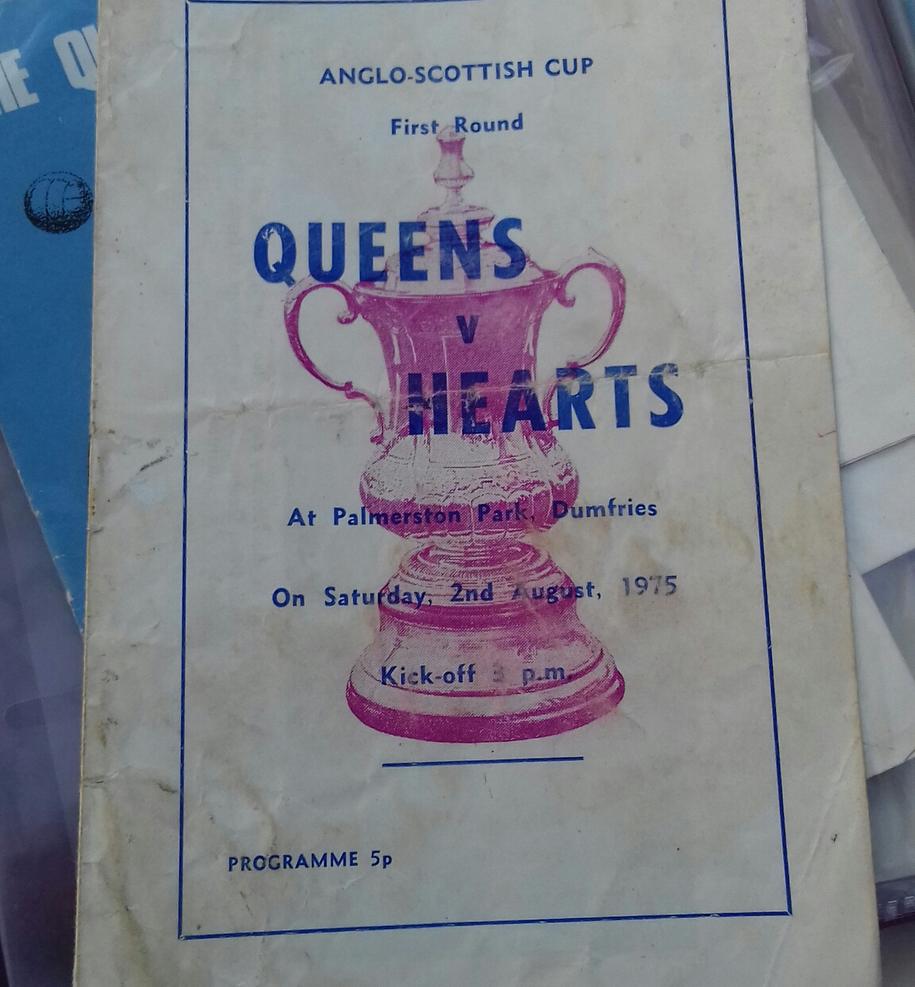 ANGLO-SCOTTISH CUP
First Round
QUEENS
v
HEARTS
At Palmerston Park, Dumfries
On Saturday, 2nd August, 1975
Kick-off 3 p.m.
PROGRAMME 5p